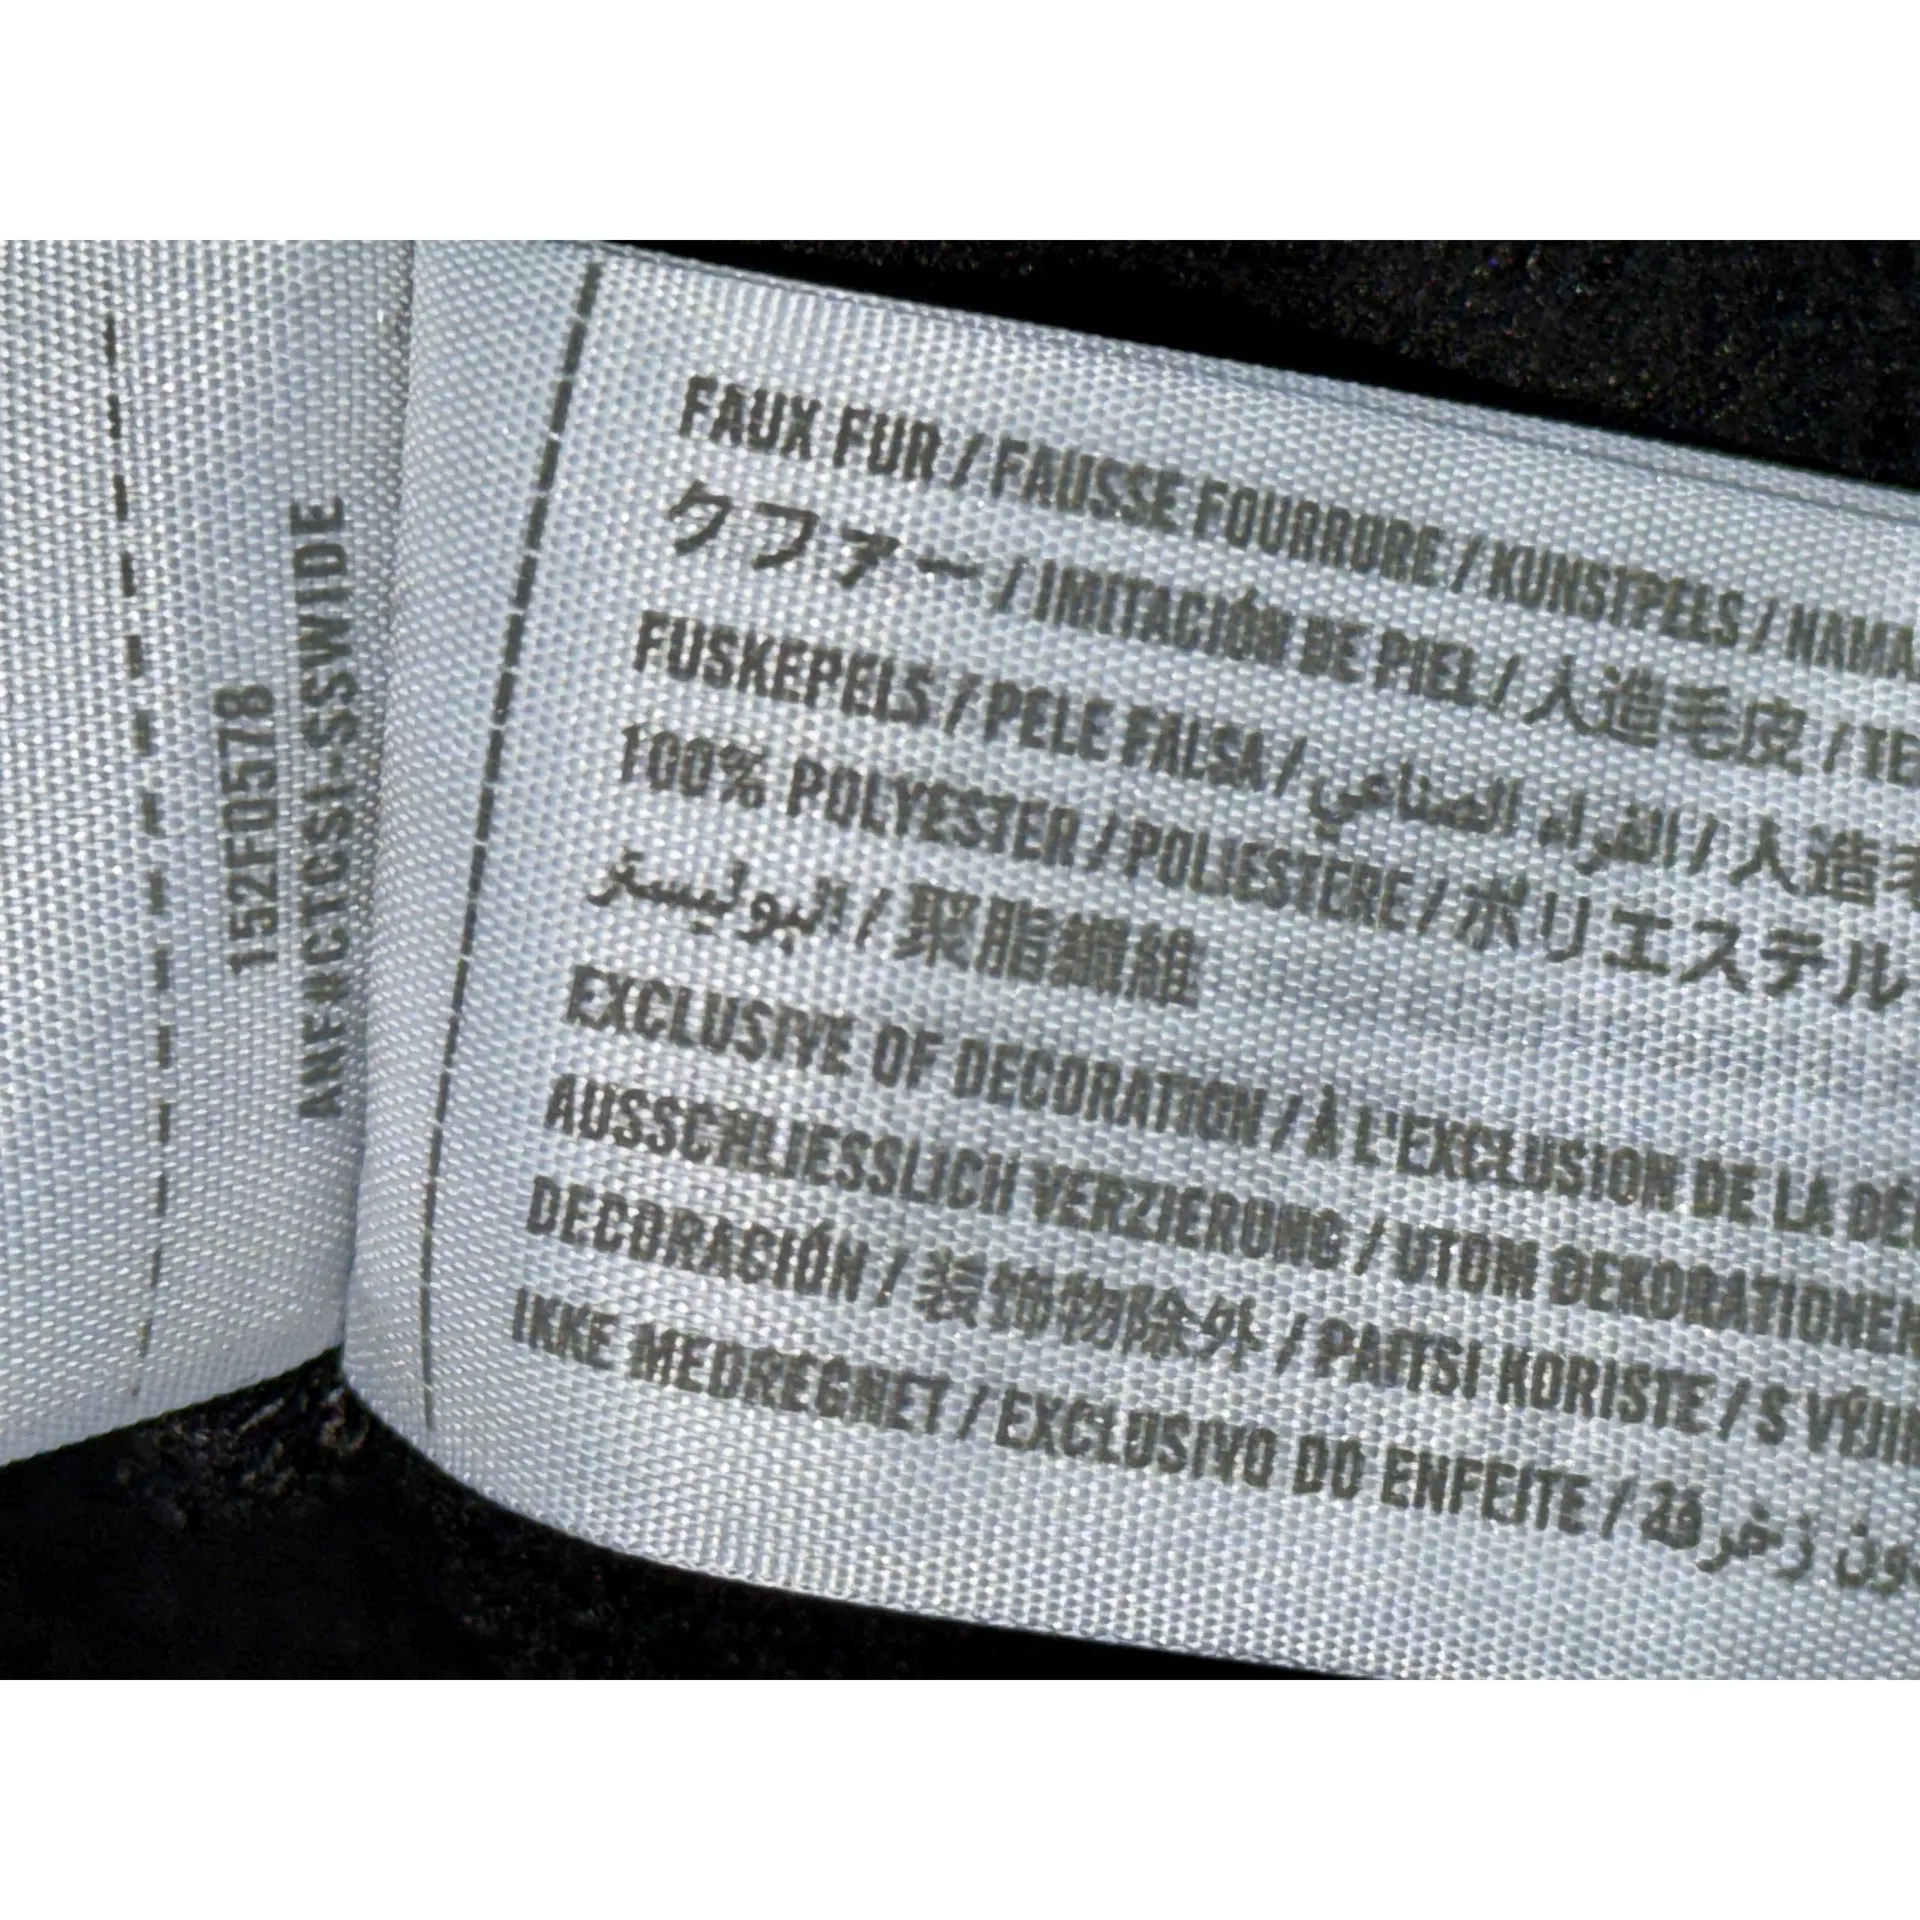 152F0578
ANFXCTCSI-SSWIDE
FAUX FUR / FAUSSE FOURRURE / KUNSTPELS /
クファー / IMITACIÓN DE PIEL / 人造毛皮 /
FUSKEPELS / PELE FALSA / الفراء الصناعي / 人造
100% POLYESTER / POLIESTERE / ポリエステル
البوليستر / 聚脂纖維
EXCLUSIVE OF DECORATION / À L'EXCLUSION DE LA
AUSSCHLIESSLICH VERZIERUNG / UTOM DEKORATIONER
DECORASIÓN / 装饰物除外 / PAITSI KORISTE / S
IKKE MEDREGNET / EXCLUSIVO DO ENFEITE /